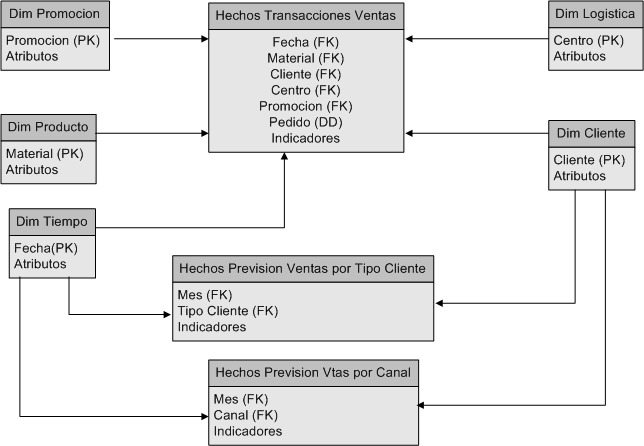 Dim Promocion
Promocion (PK)
Atributos
Hechos Transacciones Ventas
Fecha (FK)
Material (FK)
Cliente (FK)
Centro (FK)
Promocion (FK)
Pedido (DD)
Indicadores
Dim Logistica
Centro (PK)
Atributos
Dim Producto
Material (PK)
Atributos
Dim Cliente
Cliente (PK)
Atributos
Dim Tiempo
Fecha(PK)
Atributos
Hechos Prevision Ventas por Tipo Cliente
Mes (FK)
Tipo Cliente (FK)
Indicadores
Hechos Prevision Vtas por Canal
Mes (FK)
Canal (FK)
Indicadores